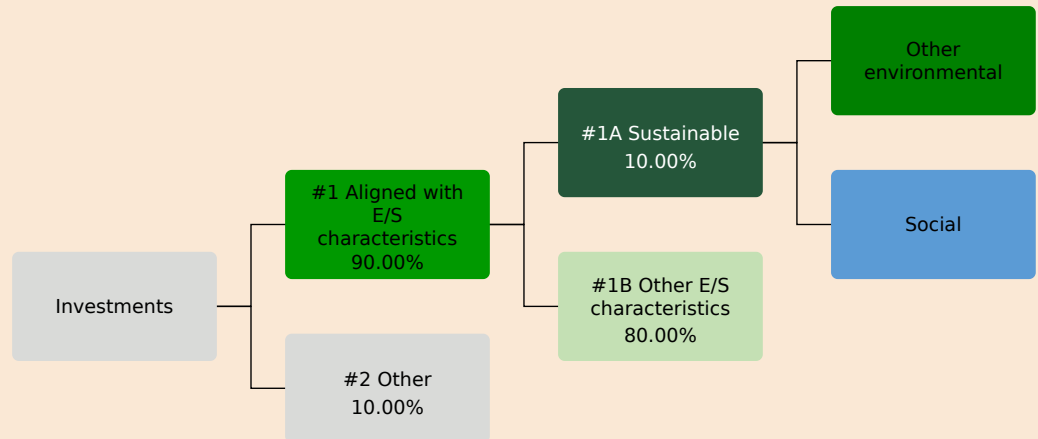 Other
environmental
#1A Sustainable
10.00%
#1 Aligned with
E/S
characteristics
90.00%
Social
Investments
#1B Other E/S
characteristics
80.00%
#2 Other
10.00%